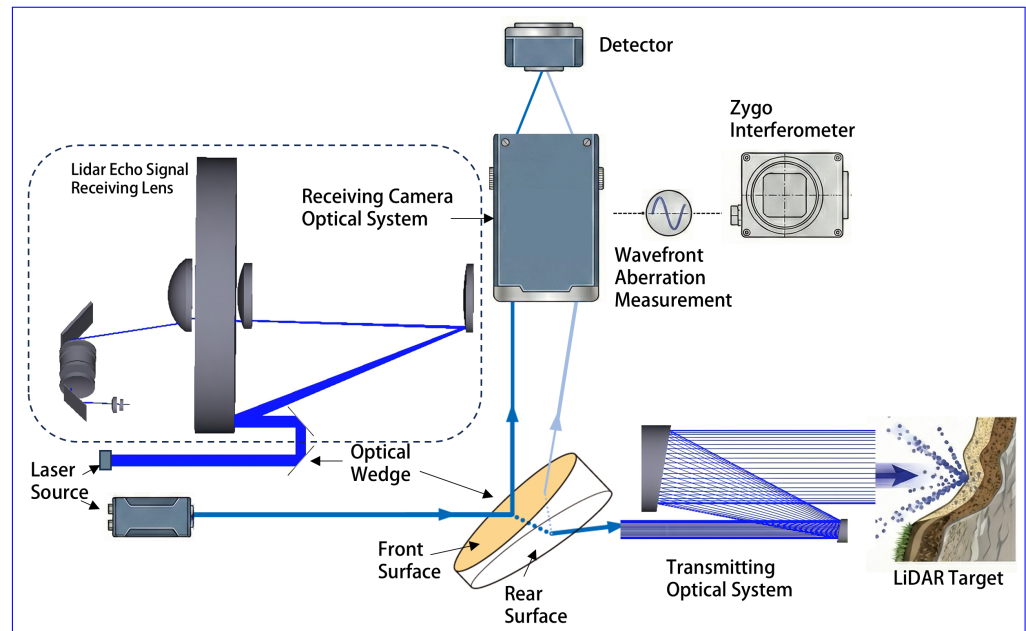 Detector
Zygo
Interferometer
Lidar Echo Signal
Receiving Lens
Receiving Camera
Optical System
Wavefront
Aberration
Measurement
Laser
Source
Optical
Wedge
Front
Surface
Rear
Surface
Transmitting
Optical System
LiDAR Target